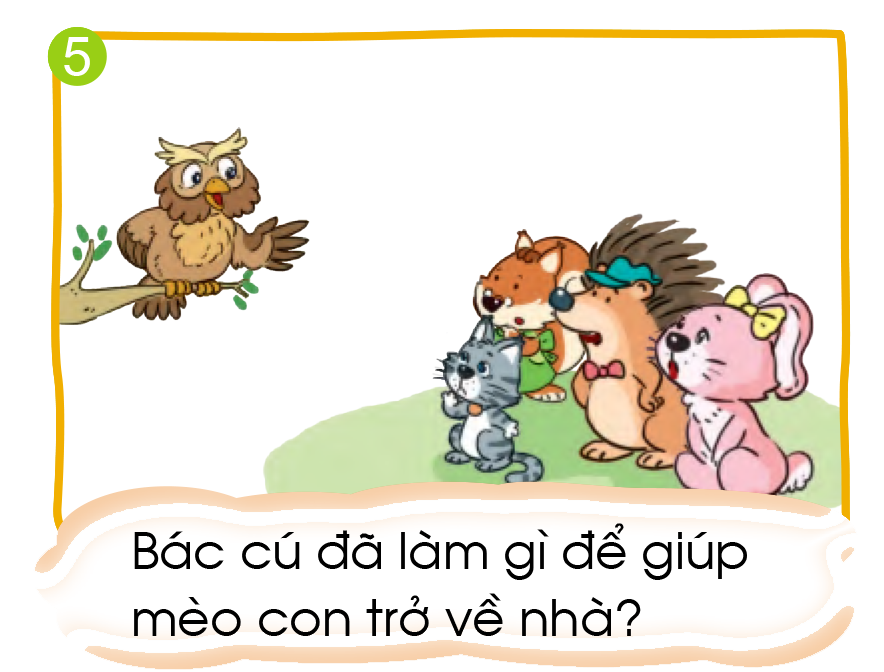 5
Bác cú đã làm gì để giúp
mèo con trở về nhà?